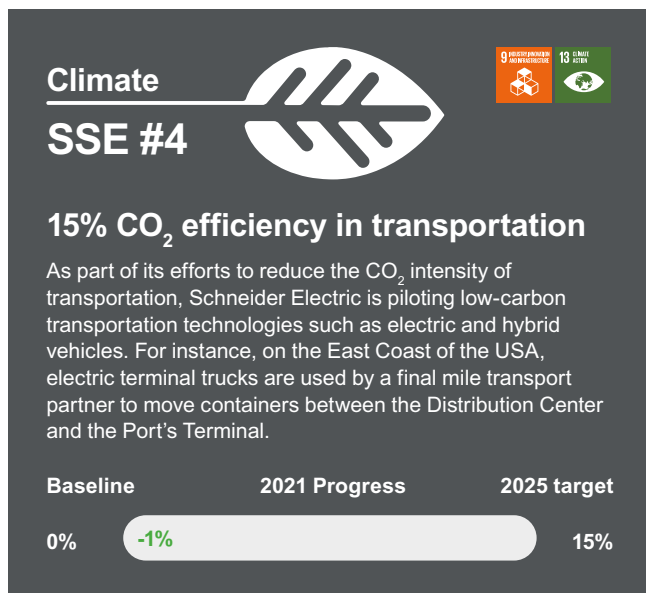 Climate
SSE #4
9 INDUSTRY, INNOVATION
AND INFRASTRUCTURE
13 CLIMATE
ACTION
15% CO₂ efficiency in transportation
As part of its efforts to reduce the CO₂ intensity of
transportation, Schneider Electric is piloting low-carbon
transportation technologies such as electric and hybrid
vehicles. For instance, on the East Coast of the USA,
electric terminal trucks are used by a final mile transport
partner to move containers between the Distribution Center
and the Port’s Terminal.
Baseline 2021 Progress 2025 target
0% -1% 15%